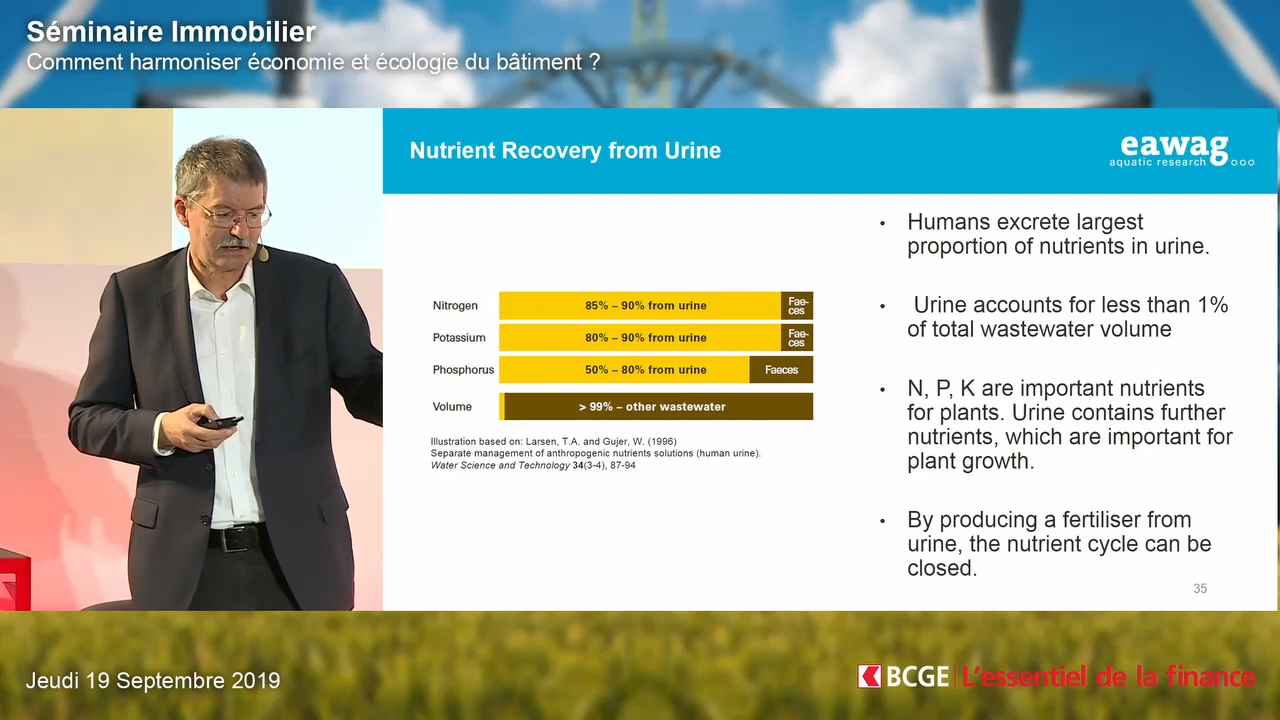 Séminaire Immobilier
Comment harmoniser économie et écologie du bâtiment ?
Nutrient Recovery from Urine
eawag
aquatic research
Nitrogen
85% – 90% from urine
Fae-
ces
Potassium
80% – 90% from urine
Fae-
ces
Phosphorus
50% – 80% from urine
Faeces
Volume
> 99% – other wastewater
Illustration based on: Larsen, T.A. and Gujer, W. (1996)
Separate management of anthropogenic nutrients solutions (human urine).
Water Science and Technology 34(3-4), 87-94
• Humans excrete largest
proportion of nutrients in urine.
• Urine accounts for less than 1%
of total wastewater volume
• N, P, K are important nutrients
for plants. Urine contains further
nutrients, which are important for
plant growth.
• By producing a fertiliser from
urine, the nutrient cycle can be
closed.
35
Jeudi 19 Septembre 2019
BCGE L'essentiel de la finance